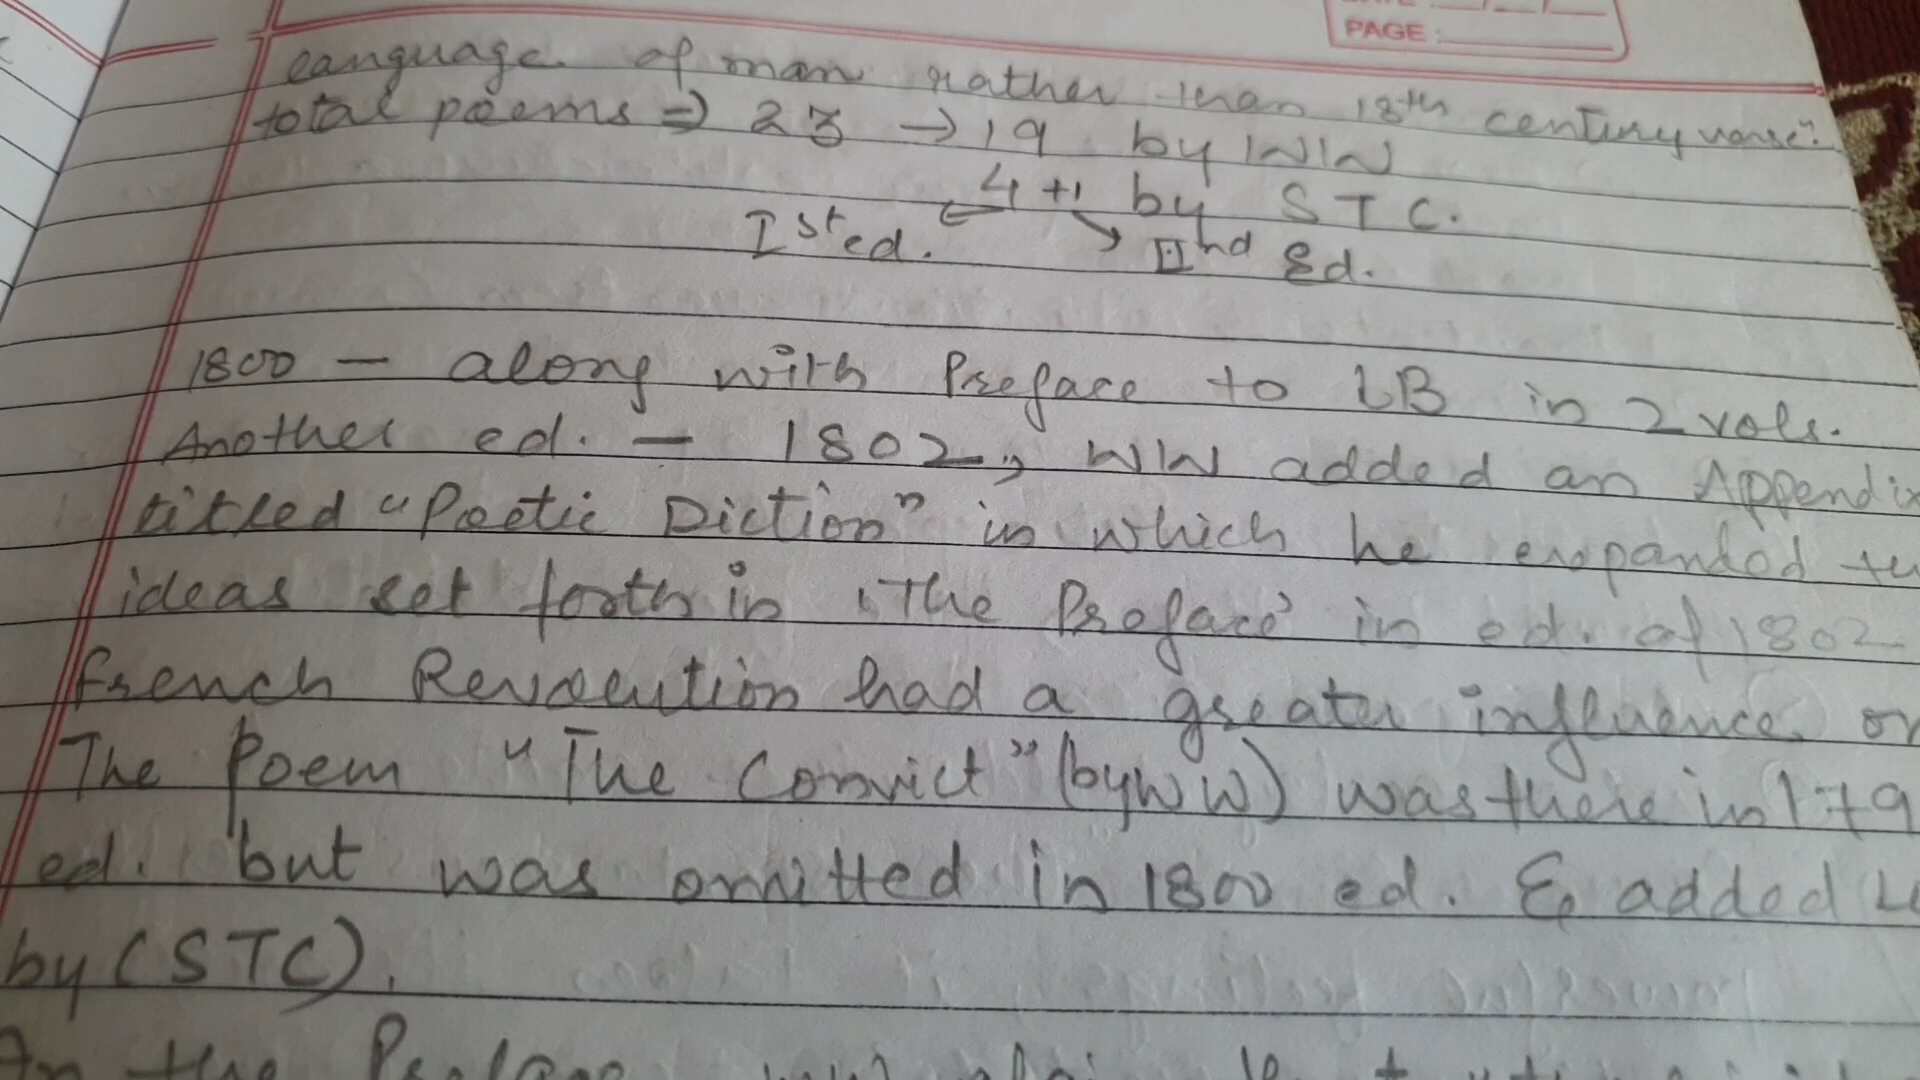 PAGE :
language of man rather than 18th century verse".
total poems => 23 → 19 by WW
4 +1 by STC.
Ist ed. IInd Ed.
1800 — along with Preface to LB in 2 vols.
Another ed. — 1802, WW added an Appendix
titled "Poetic Diction" in which he expanded
ideas set forth in 'The Preface' in ed. of 1802
French Revolution had a greater influence on
The Poem "The Convict" (by WW) was there in 179
ed. but was omitted in 1800 ed. & added
by (STC).
In the